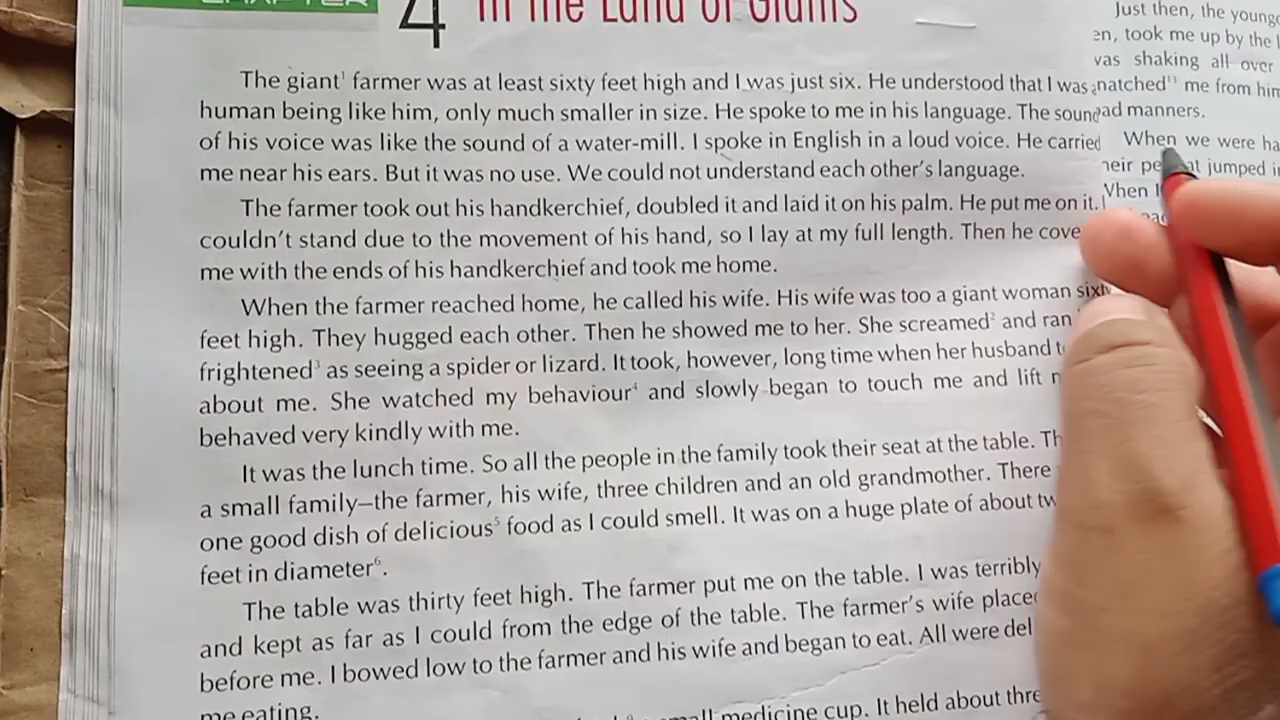 CHAPTER
4 In the Land of Giants
The giant¹ farmer was at least sixty feet high and I was just six. He understood that I was
human being like him, only much smaller in size. He spoke to me in his language. The sound
of his voice was like the sound of a water-mill. I spoke in English in a loud voice. He carried
me near his ears. But it was no use. We could not understand each other's language.
The farmer took out his handkerchief, doubled it and laid it on his palm. He put me on it. I
couldn't stand due to the movement of his hand, so I lay at my full length. Then he cove
me with the ends of his handkerchief and took me home.
When the farmer reached home, he called his wife. His wife was too a giant woman sixty
feet high. They hugged each other. Then he showed me to her. She screamed² and ran
frightened³ as seeing a spider or lizard. It took, however, long time when her husband t
about me. She watched my behaviour⁴ and slowly began to touch me and lift
behaved very kindly with me.
It was the lunch time. So all the people in the family took their seat at the table. Th
a small family—the farmer, his wife, three children and an old grandmother. There
one good dish of delicious⁵ food as I could smell. It was on a huge plate of about tw
feet in diameter⁶.
The table was thirty feet high. The farmer put me on the table. I was terribly
and kept as far as I could from the edge of the table. The farmer's wife place
before me. I bowed low to the farmer and his wife and began to eat. All were del
me eating.
small medicine cup. It held about thre
Just then, the young
en, took me up by the
was shaking all over
natched¹³ me from him
ad manners.
When we were ha
heir pe at jumped i
When I